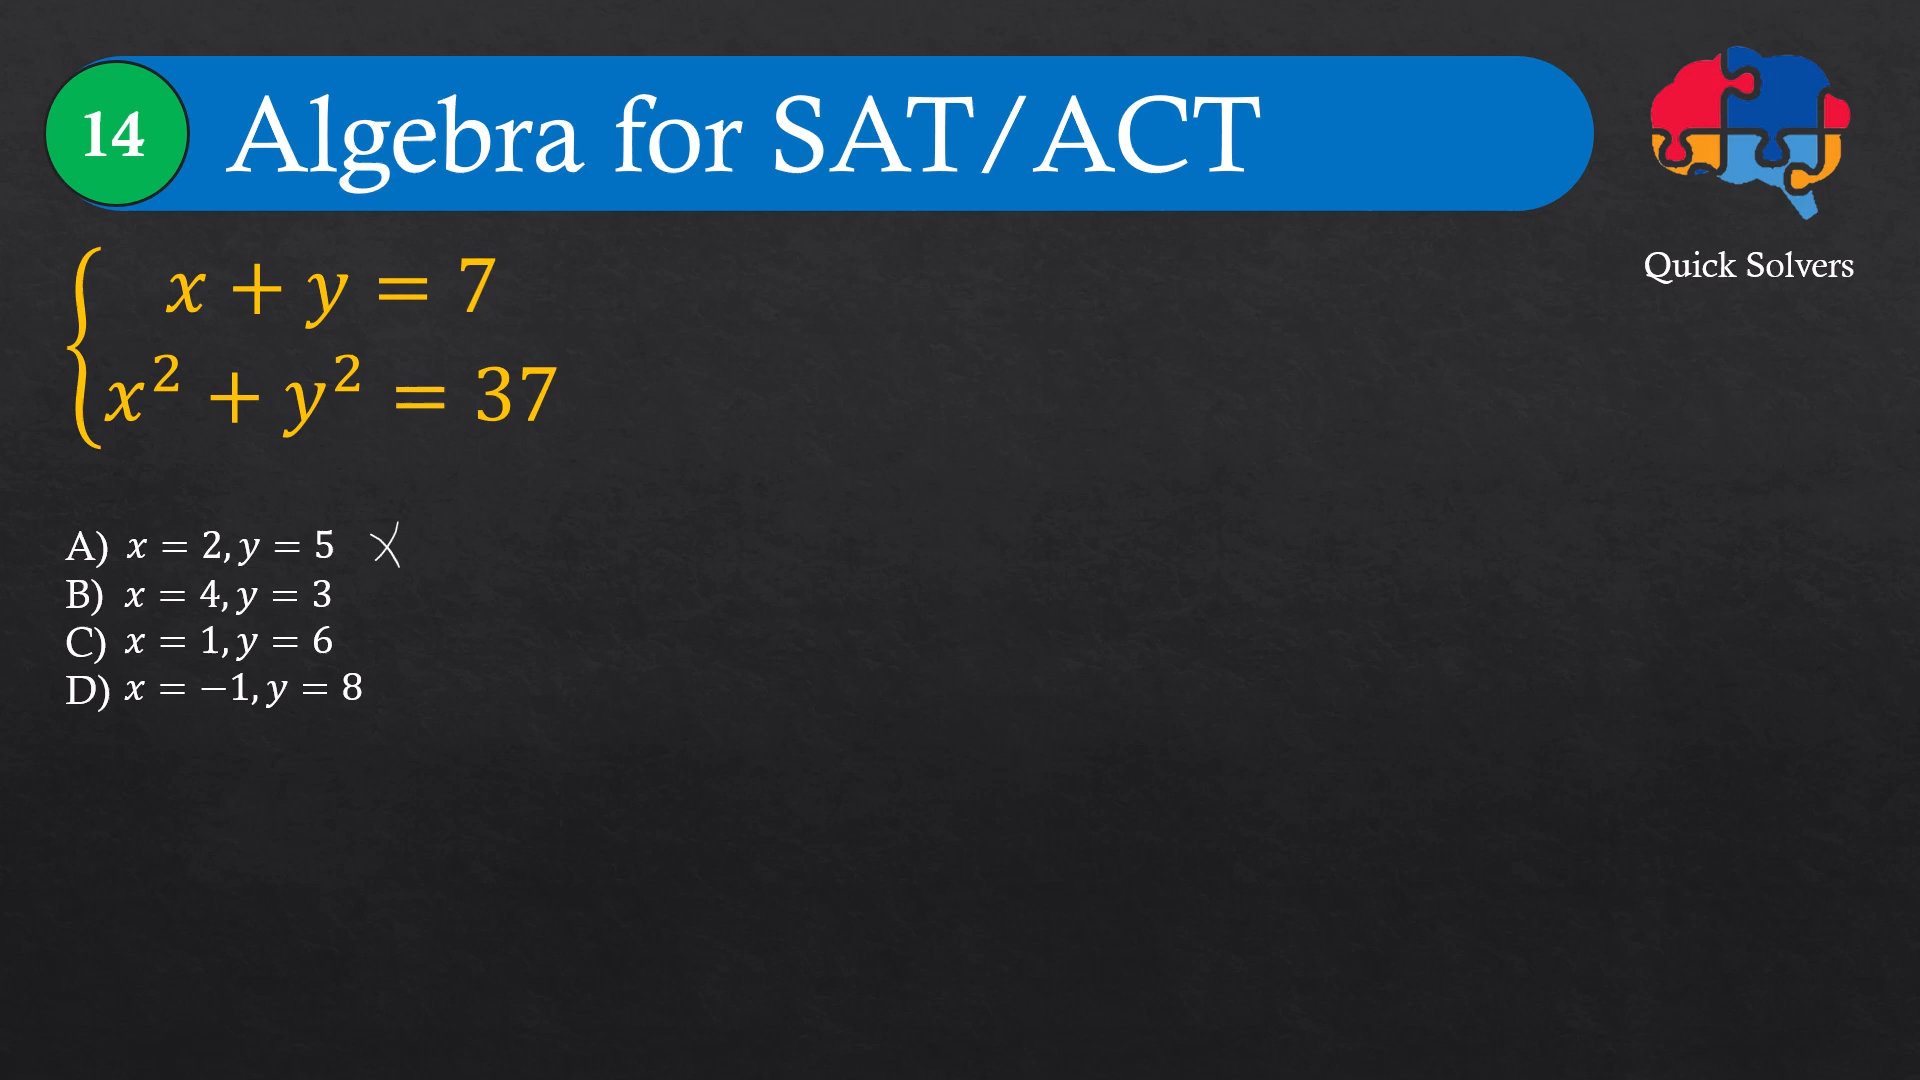 14
Algebra for SAT/ACT
Quick Solvers
x + y = 7
x² + y² = 37
A) x = 2, y = 5 X
B) x = 4, y = 3
C) x = 1, y = 6
D) x = −1, y = 8